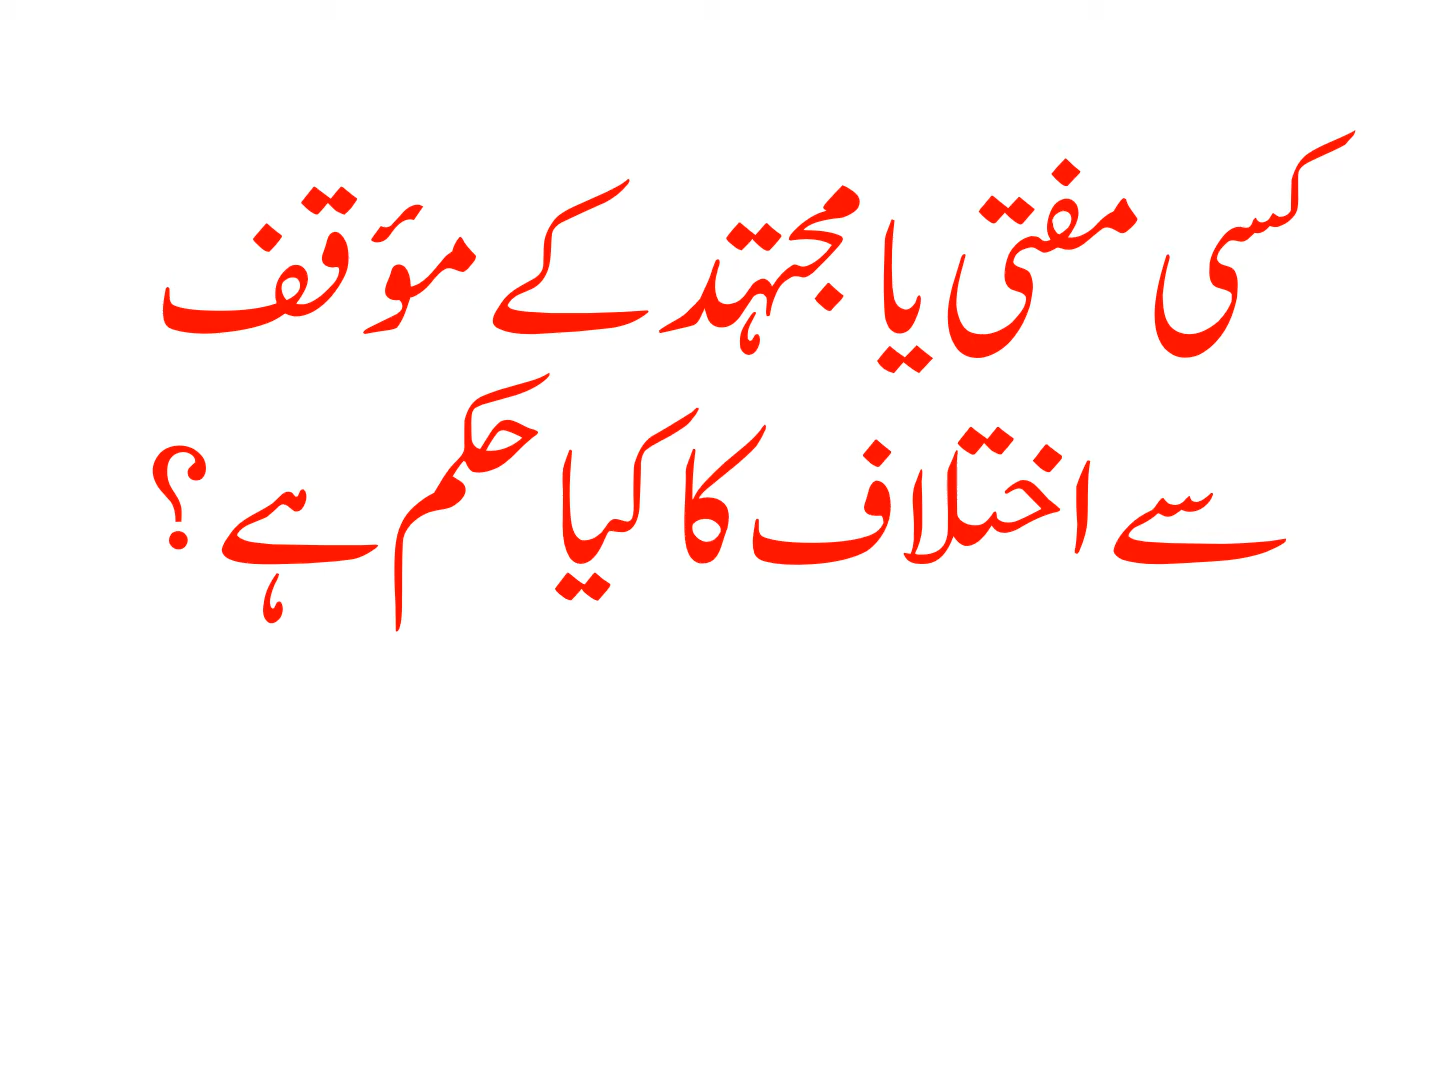 کسی مفتی یا مجتہد کے مؤقف
سے اختلاف کا کیا حکم ہے؟